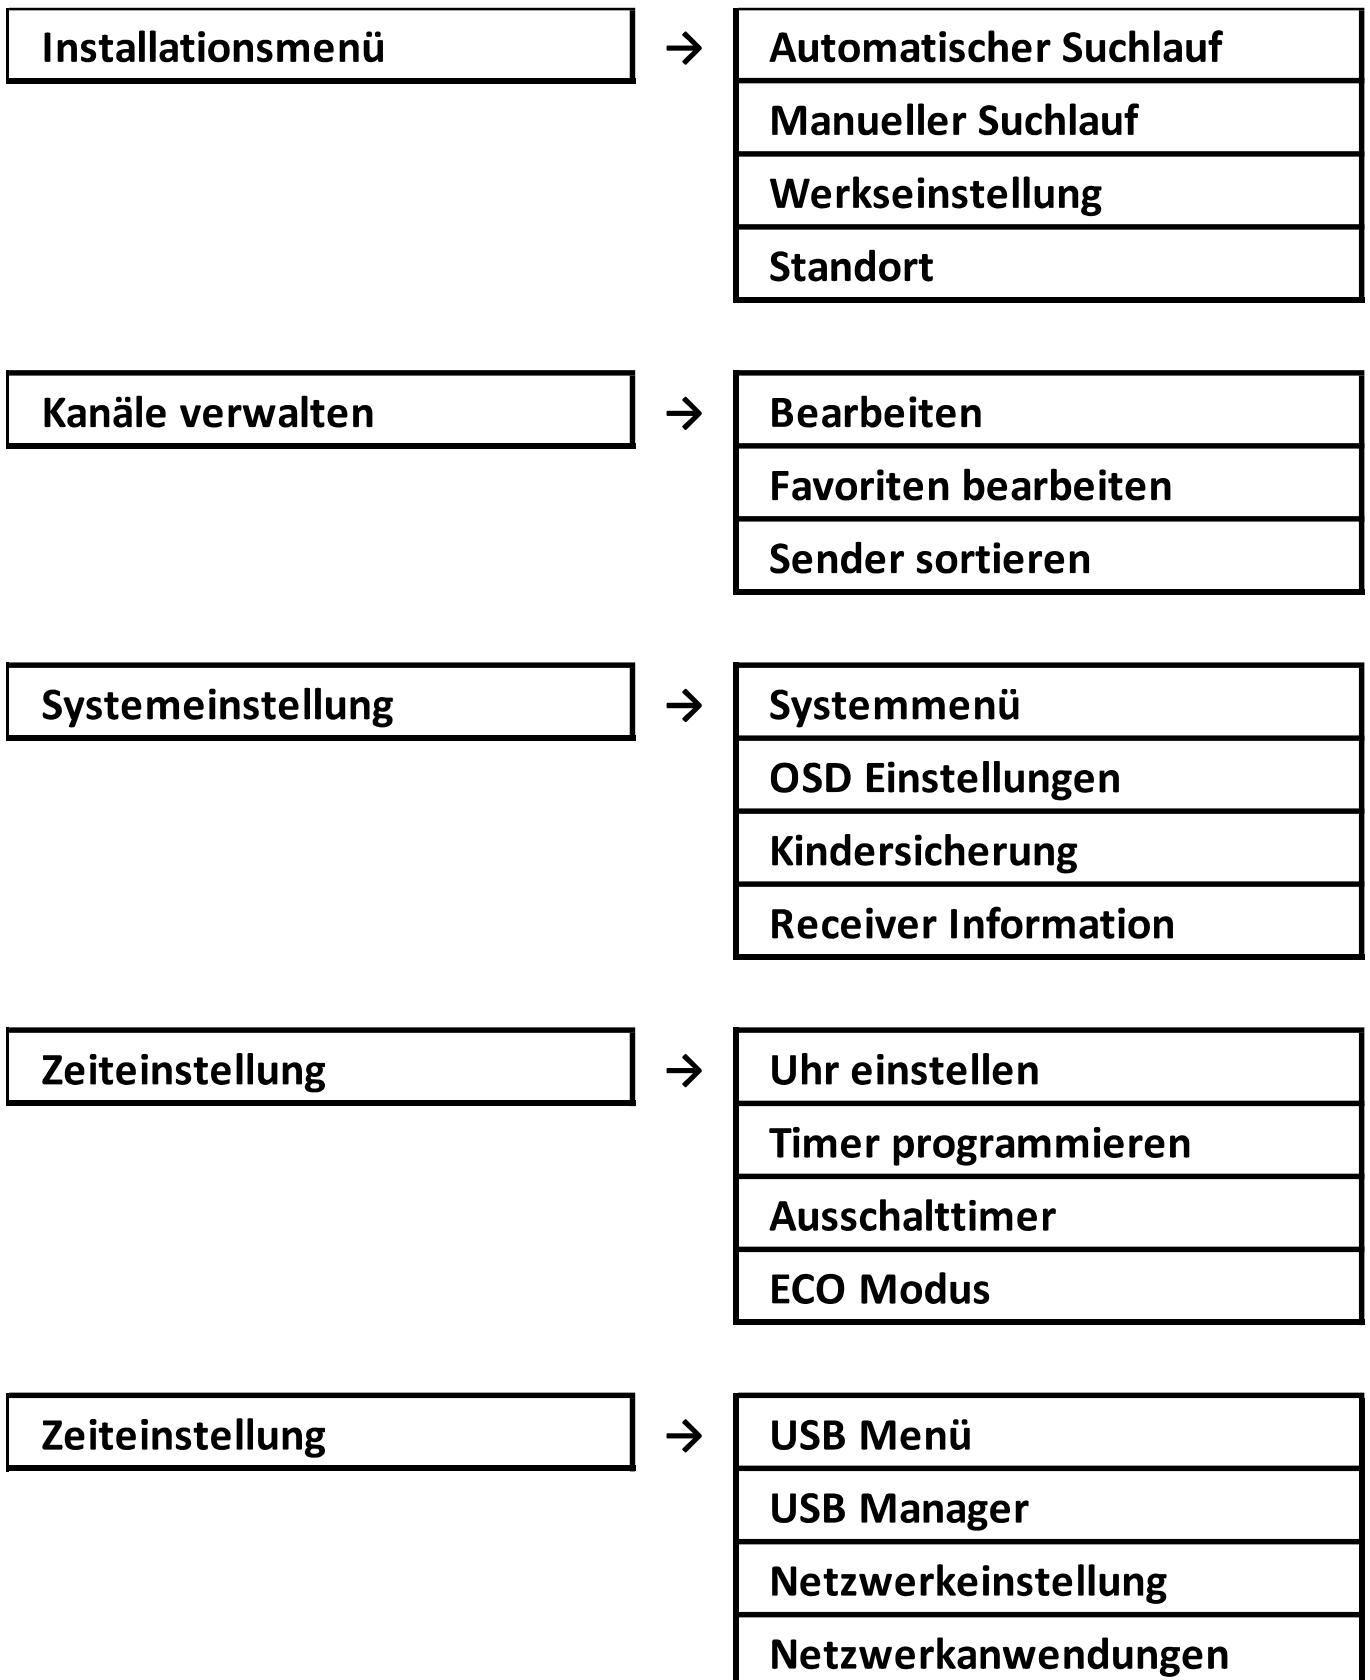 Installationsmenü → Automatischer Suchlauf
Manueller Suchlauf
Werkseinstellung
Standort
Kanäle verwalten → Bearbeiten
Favoriten bearbeiten
Sender sortieren
Systemeinstellung → Systemmenü
OSD Einstellungen
Kindersicherung
Receiver Information
Zeiteinstellung → Uhr einstellen
Timer programmieren
Ausschalttimer
ECO Modus
Zeiteinstellung → USB Menü
USB Manager
Netzwerkeinstellung
Netzwerkanwendungen